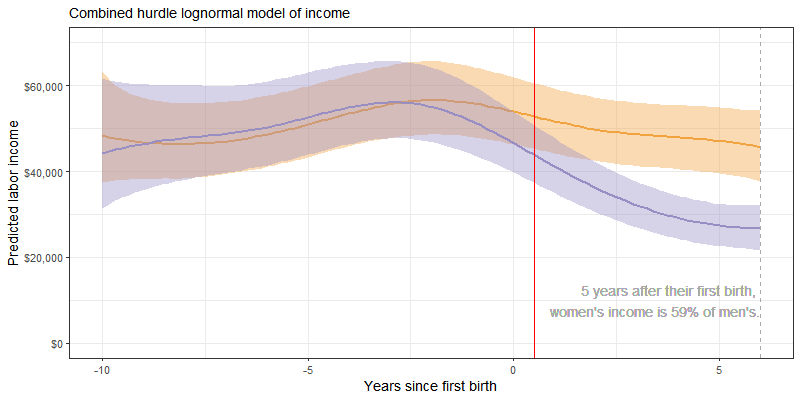 Combined hurdle lognormal model of income
Predicted labor income
$60,000
$40,000
$20,000
$0
5 years after their first birth,
women's income is 59% of men's.
-10
-5
0
5
Years since first birth